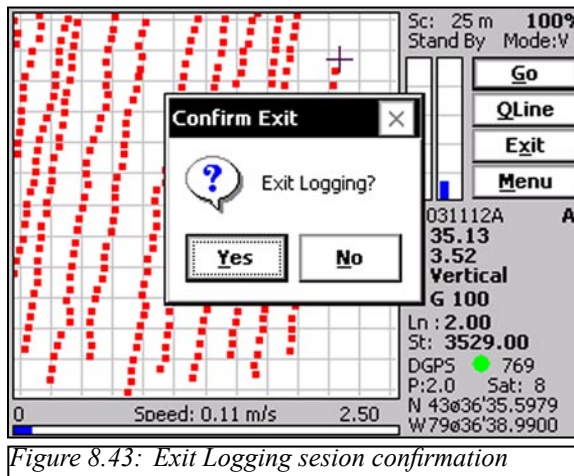 Sc: 25 m 100%
Stand By Mode:V
Go
QLine
Exit
Menu
Confirm Exit
Exit Logging?
Yes
No
031112A A
35.13
3.52
Vertical
G 100
Ln : 2.00
St: 3529.00
DGPS 769
P:2.0 Sat: 8
N 43ø36'35.5979
W79ø36'38.9900
0 Speed: 0.11 m/s 2.50
Figure 8.43: Exit Logging sesion confirmation